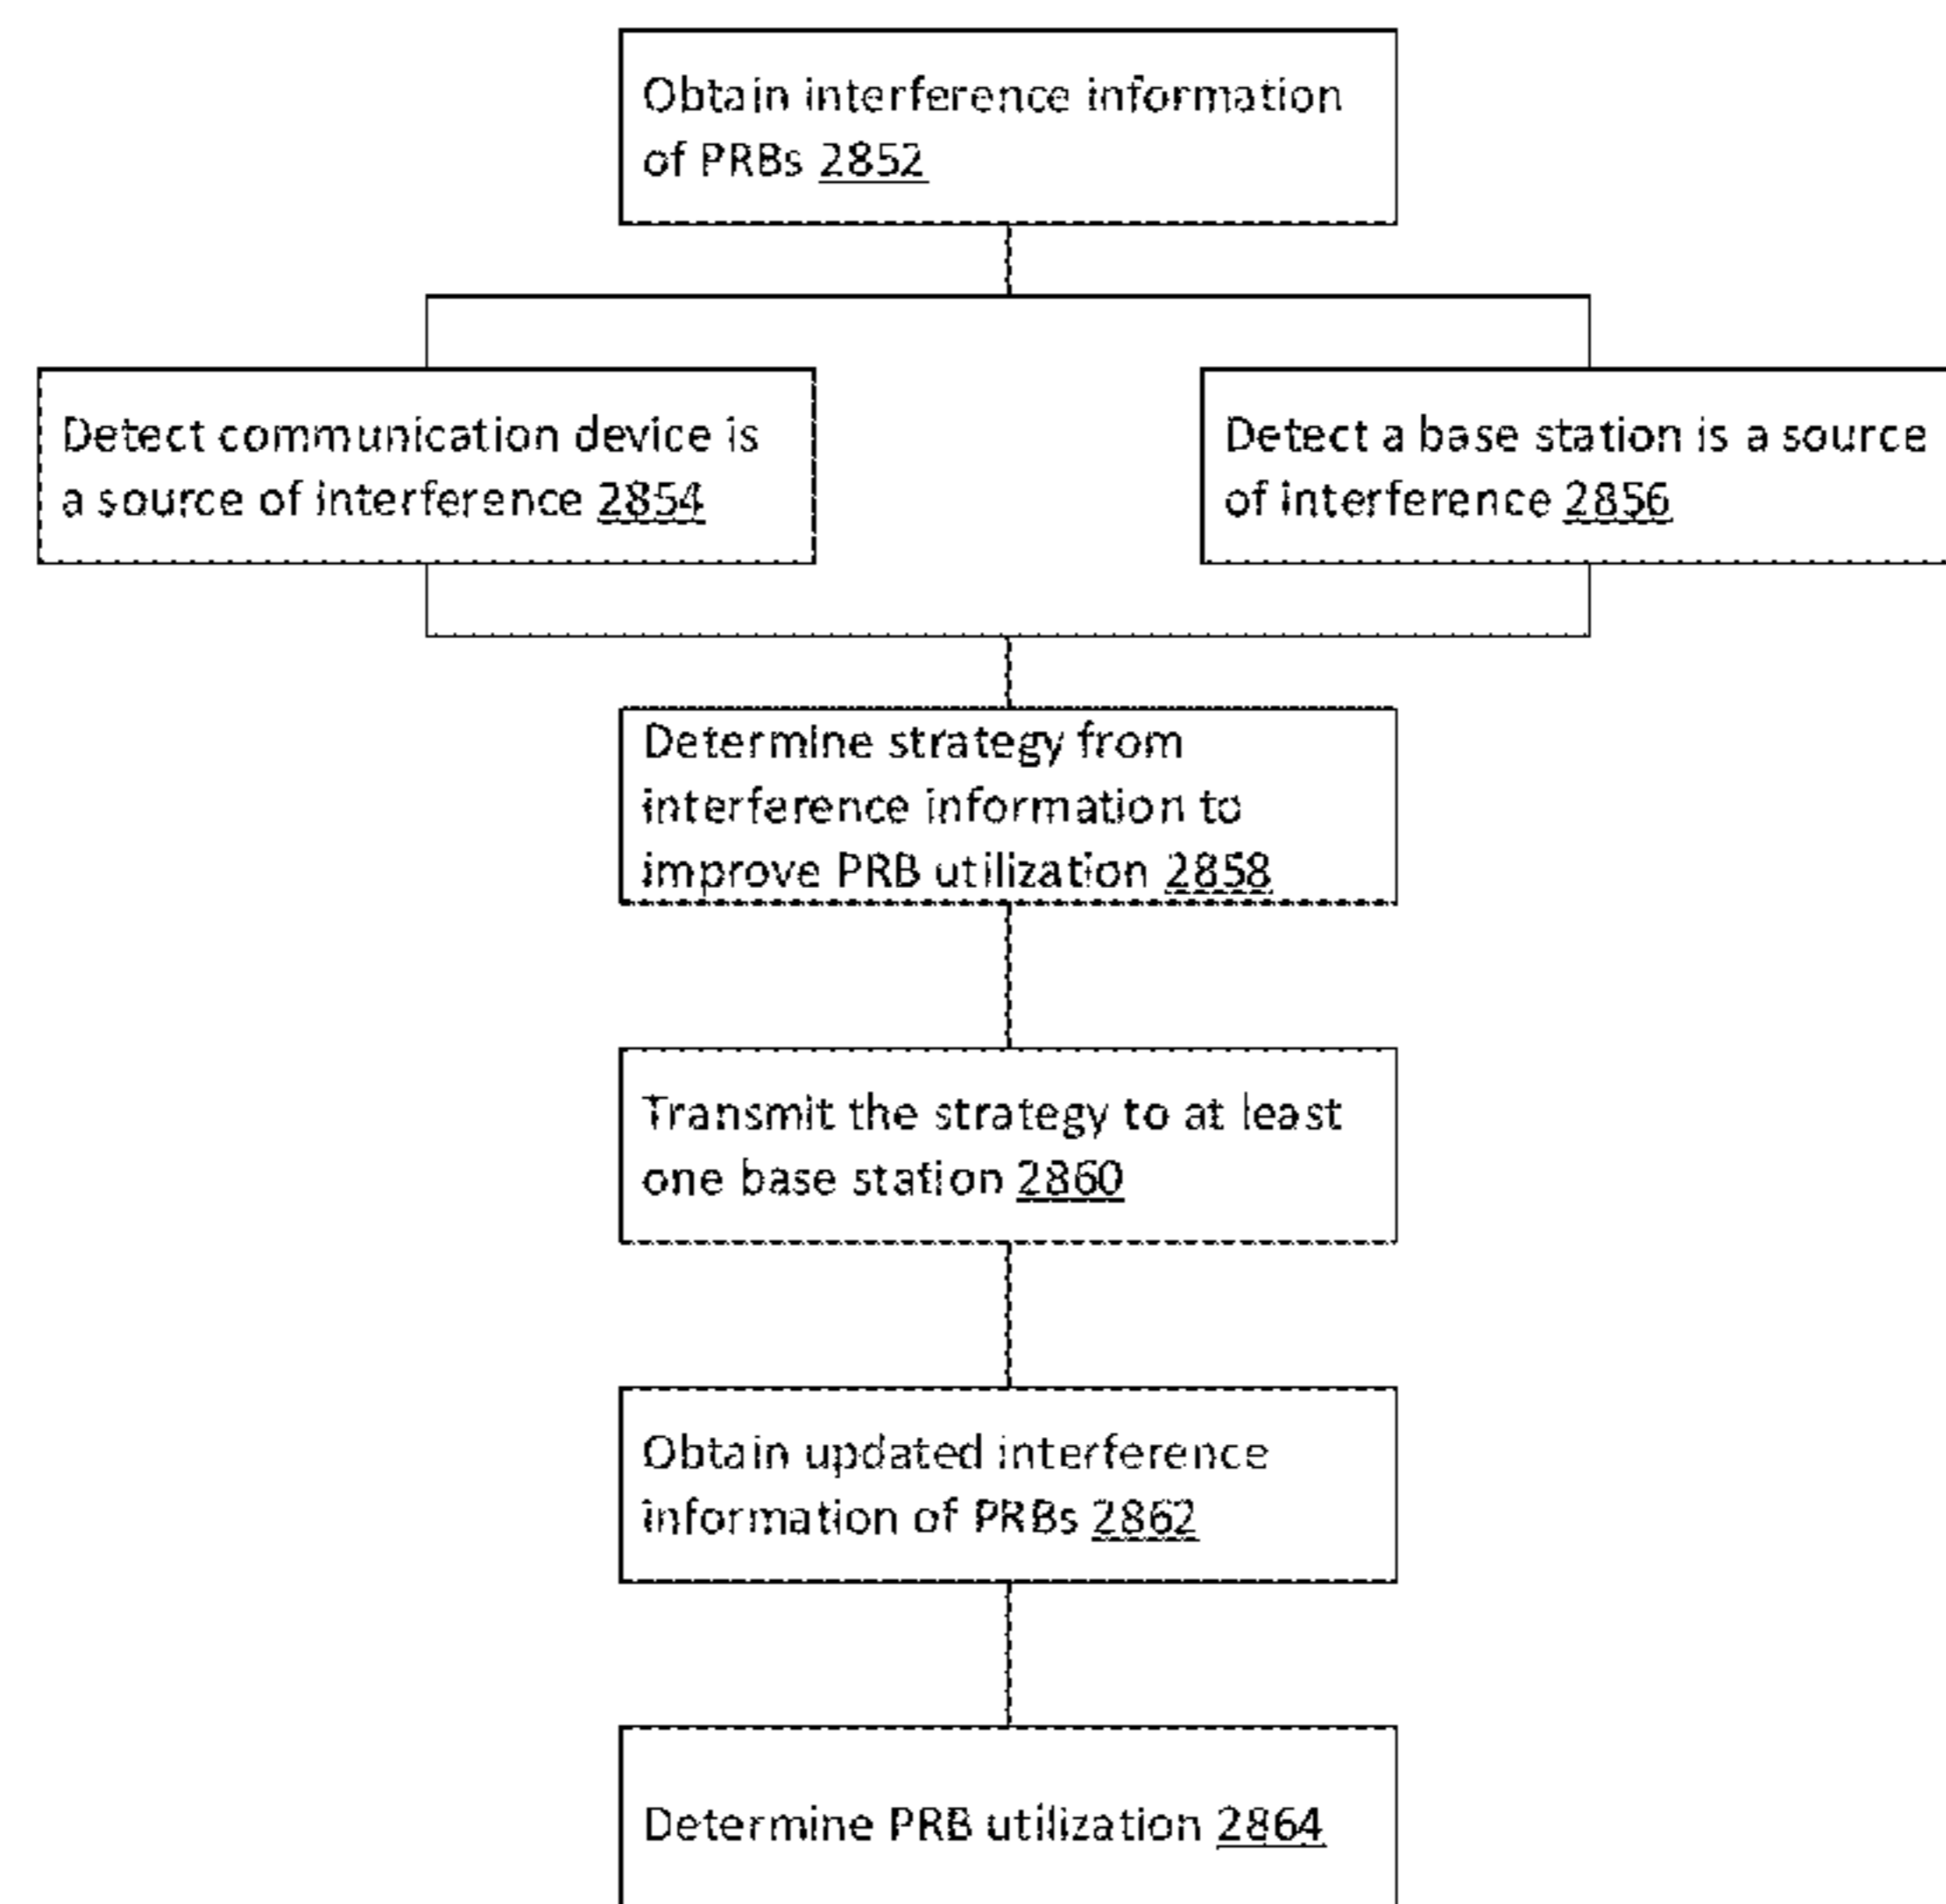 Obtain interference information
of PRBs 2852
Detect communication device is
a source of interference 2854
Detect a base station is a source
of interference 2856
Determine strategy from
interference information to
improve PRB utilization 2858
Transmit the strategy to at least
one base station 2860
Obtain updated interference
information of PRBs 2862
Determine PRB utilization 2864